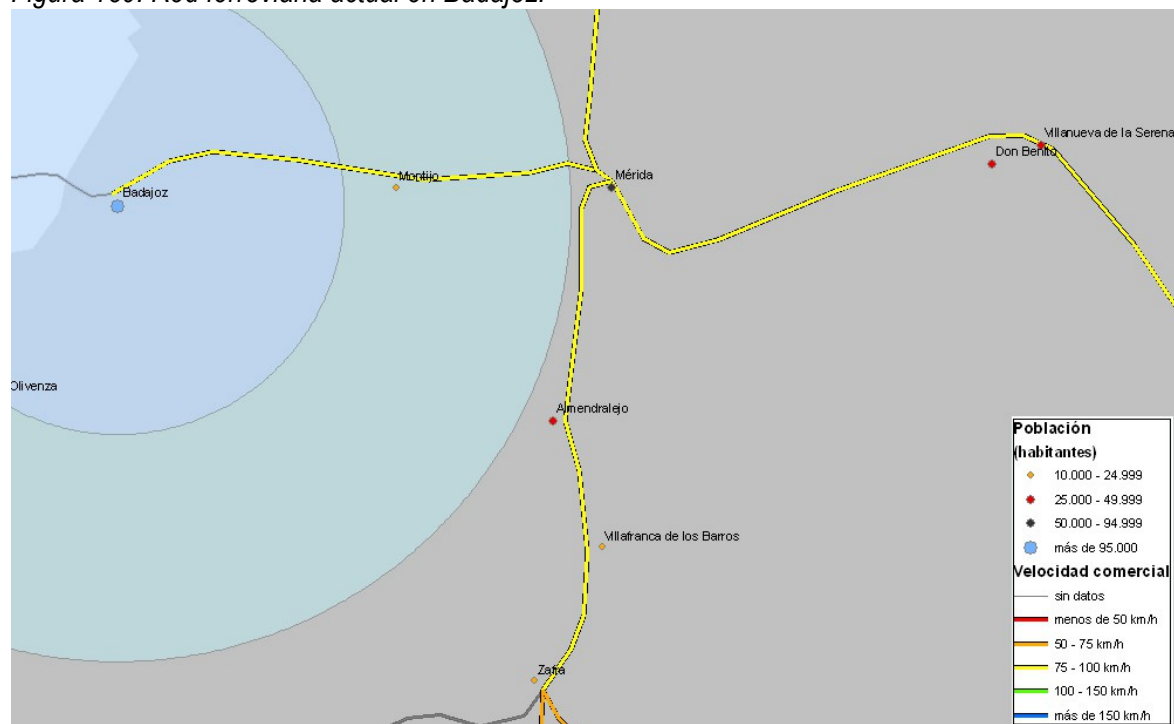 Figura 139. Red ferroviaria actual en Badajoz.
Villanueva de la Serena
Don Benito
Montijo
Mérida
Badajoz
Olivenza
Almendralejo
Villafranca de los Barros
Zafra
Población
(habitantes)
10.000 - 24.999
25.000 - 49.999
50.000 - 94.999
más de 95.000
Velocidad comercial
sin datos
menos de 50 km/h
50 - 75 km/h
75 - 100 km/h
100 - 150 km/h
más de 150 km/h